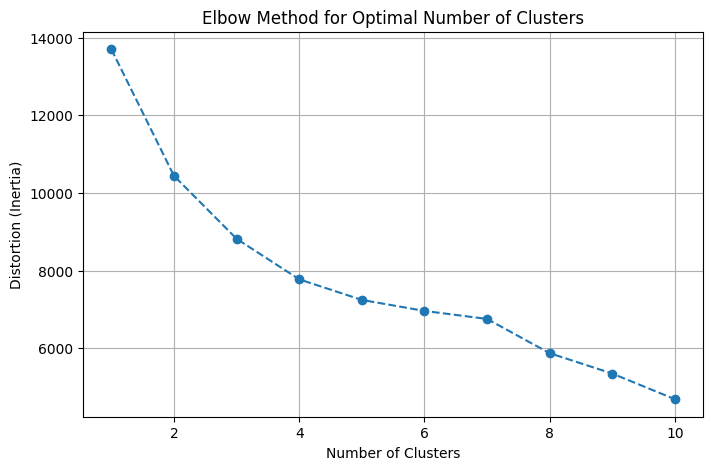 Elbow Method for Optimal Number of Clusters
14000
12000
10000
8000
6000
Distortion (Inertia)
2 4 6 8 10
Number of Clusters